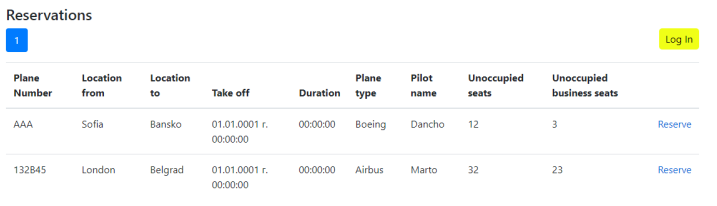 Reservations
1
Log In
Plane Number Location from Location to Take off Duration Plane type Pilot name Unoccupied seats Unoccupied business seats
AAA Sofia Bansko 01.01.0001 г. 00:00:00 00:00:00 Boeing Dancho 12 3 Reserve
132B45 London Belgrad 01.01.0001 г. 00:00:00 00:00:00 Airbus Marto 32 23 Reserve